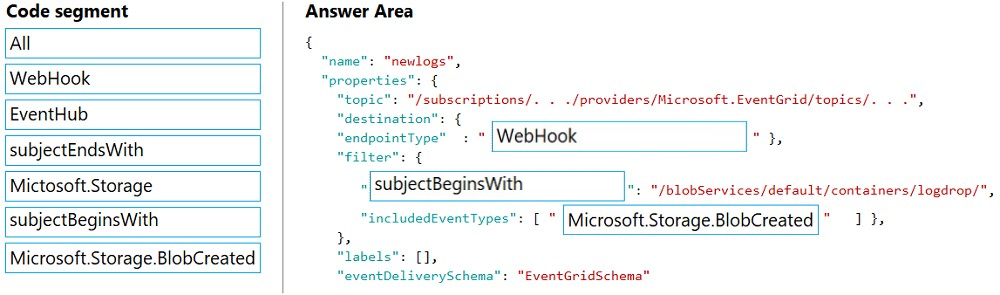 Code segment
All
WebHook
EventHub
subjectEndsWith
Mictosoft.Storage
subjectBeginsWith
Microsoft.Storage.BlobCreated
Answer Area
{
"name": "newlogs",
"properties": {
"topic": "/subscriptions/. . ./providers/Microsoft.EventGrid/topics/. . .",
"destination": {
"endpointType" : " WebHook " },
"filter": {
" subjectBeginsWith ": "/blobServices/default/containers/logdrop/",
"includedEventTypes": [ " Microsoft.Storage.BlobCreated " ] },
},
"labels": [],
"eventDeliverySchema": "EventGridSchema"